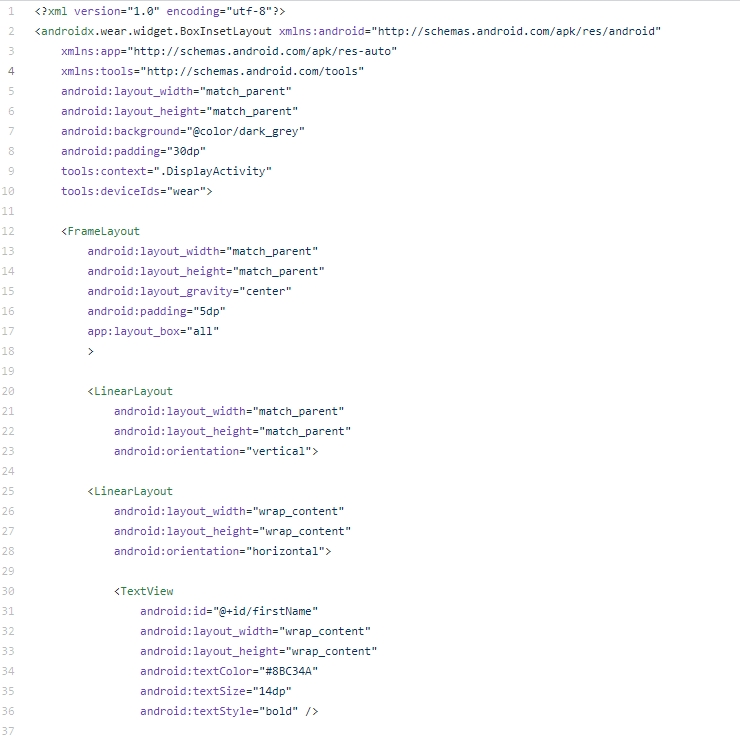 1 <?xml version="1.0" encoding="utf-8"?>
2 <androidx.wear.widget.BoxInsetLayout xmlns:android="http://schemas.android.com/apk/res/android"
3     xmlns:app="http://schemas.android.com/apk/res-auto"
4     xmlns:tools="http://schemas.android.com/tools"
5     android:layout_width="match_parent"
6     android:layout_height="match_parent"
7     android:background="@color/dark_grey"
8     android:padding="30dp"
9     tools:context=".DisplayActivity"
10     tools:deviceIds="wear">
11
12     <FrameLayout
13         android:layout_width="match_parent"
14         android:layout_height="match_parent"
15         android:layout_gravity="center"
16         android:padding="5dp"
17         app:layout_box="all"
18         >
19
20         <LinearLayout
21             android:layout_width="match_parent"
22             android:layout_height="match_parent"
23             android:orientation="vertical">
24
25         <LinearLayout
26             android:layout_width="wrap_content"
27             android:layout_height="wrap_content"
28             android:orientation="horizontal">
29
30             <TextView
31                 android:id="@+id/firstName"
32                 android:layout_width="wrap_content"
33                 android:layout_height="wrap_content"
34                 android:textColor="#8BC34A"
35                 android:textSize="14dp"
36                 android:textStyle="bold" />
37